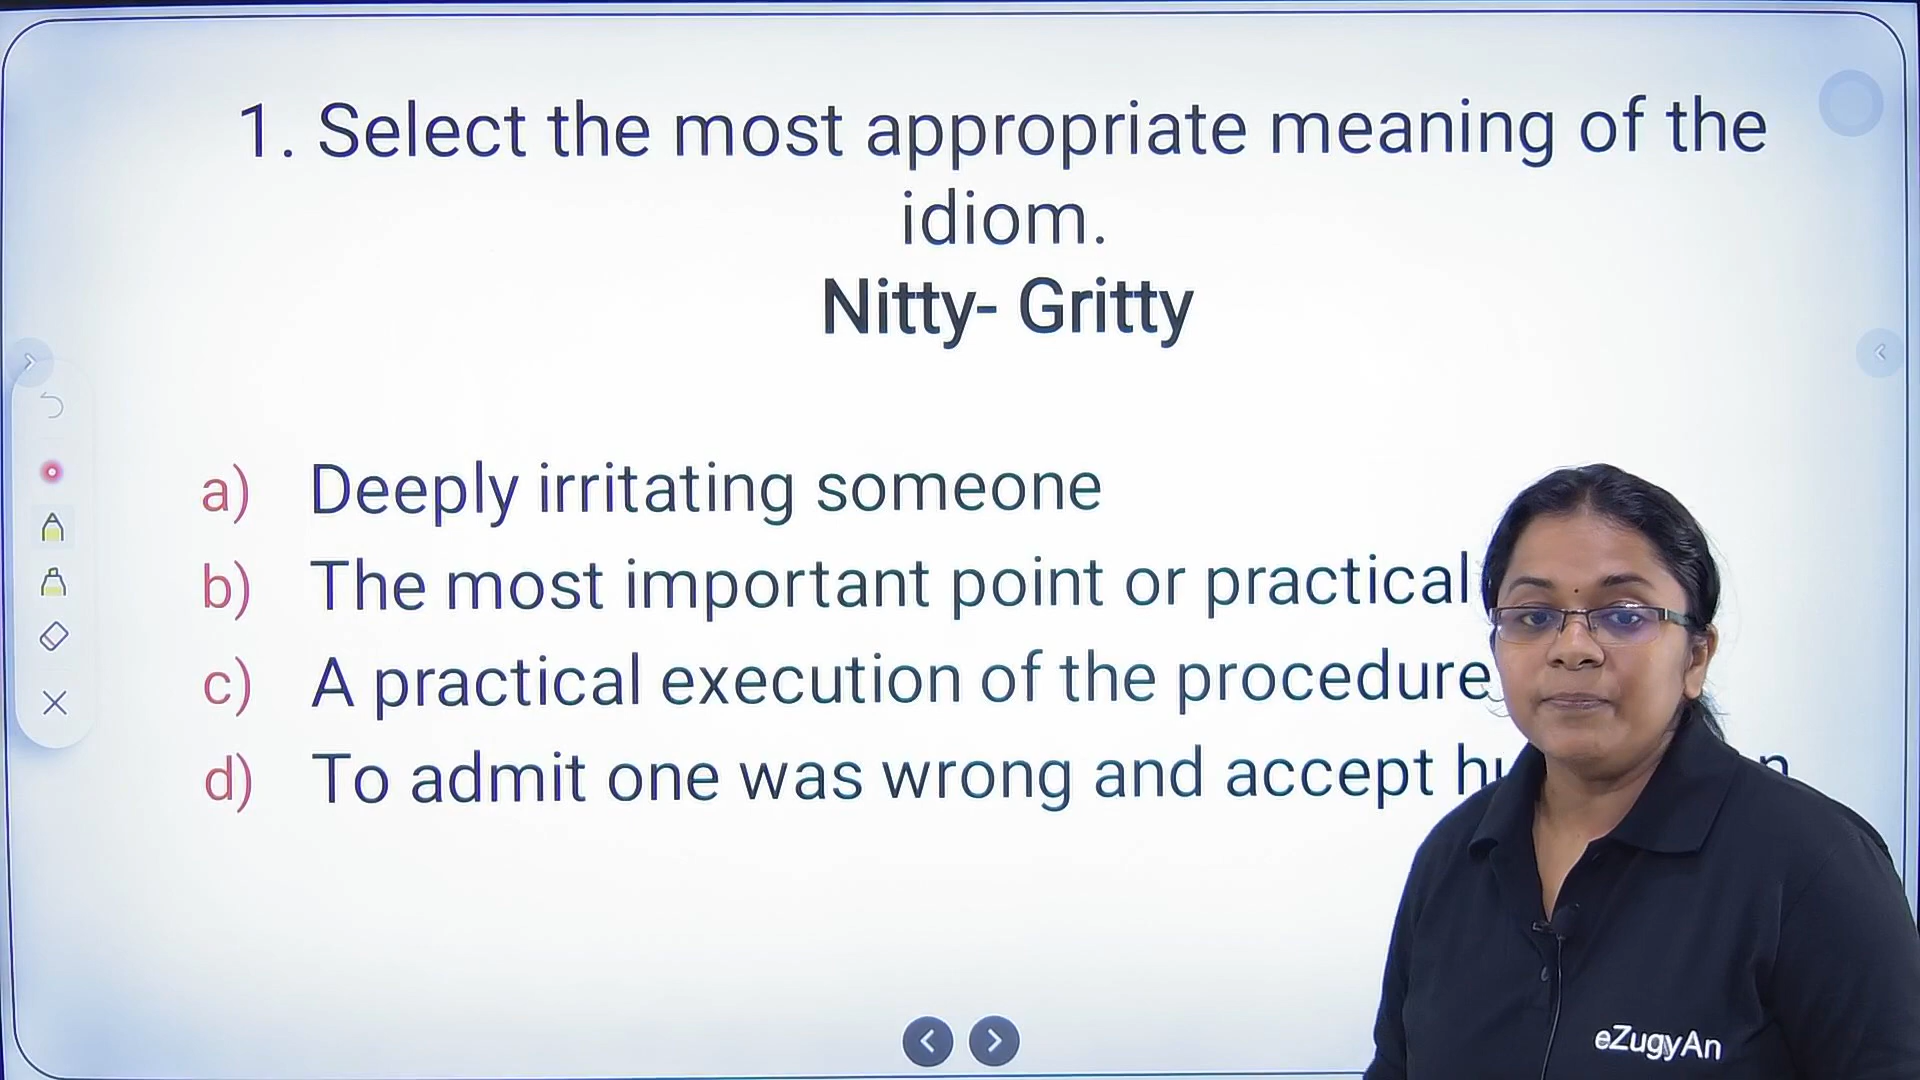 1. Select the most appropriate meaning of the
idiom.
Nitty- Gritty
a) Deeply irritating someone
b) The most important point or practical
c) A practical execution of the procedure
d) To admit one was wrong and accept
eZugyAn